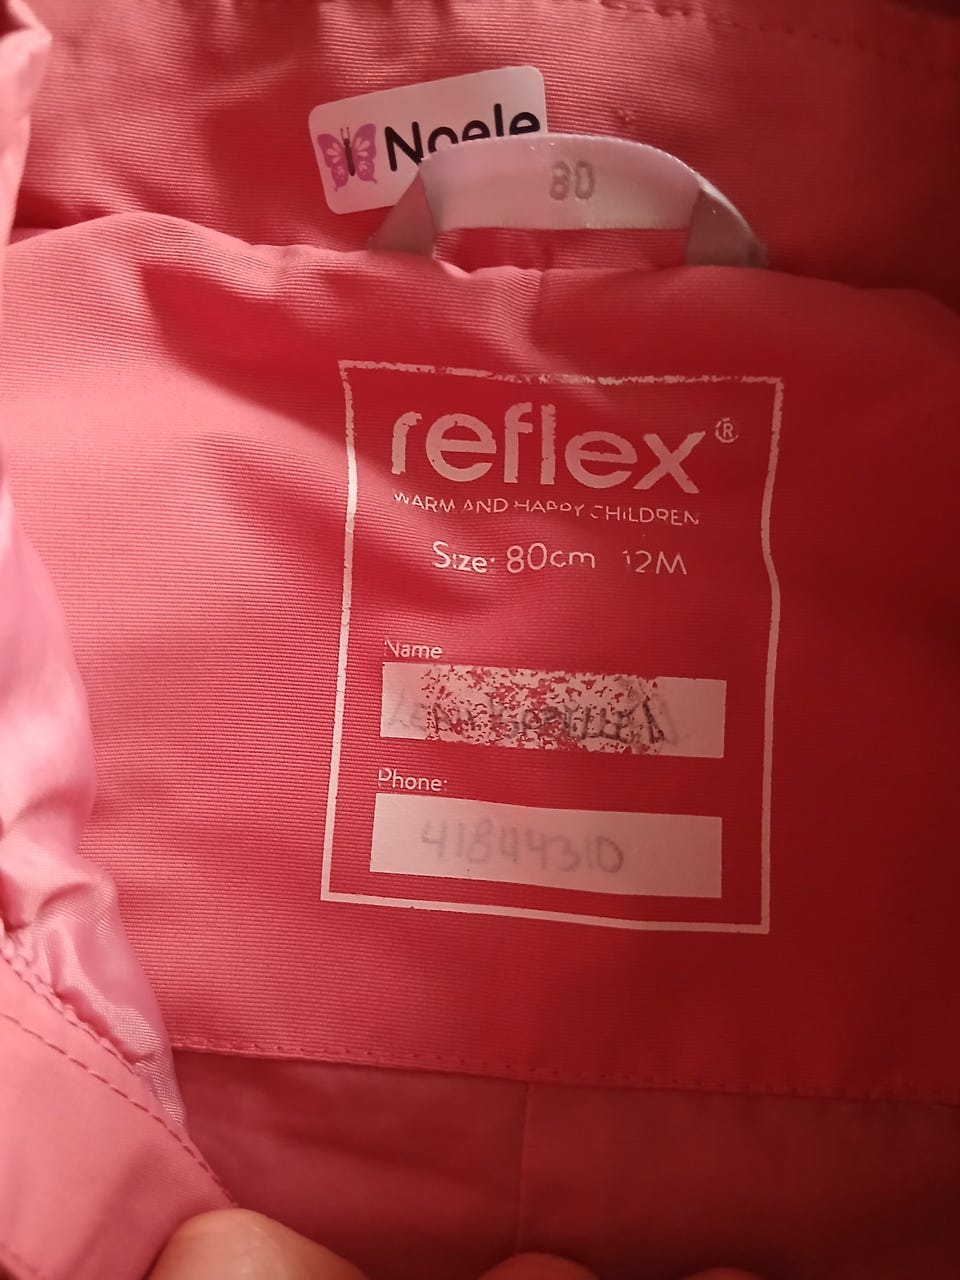 Noele
80
reflex®
WARM AND HAPPY CHILDREN
Size: 80cm 12M
Name
Phone:
41844310